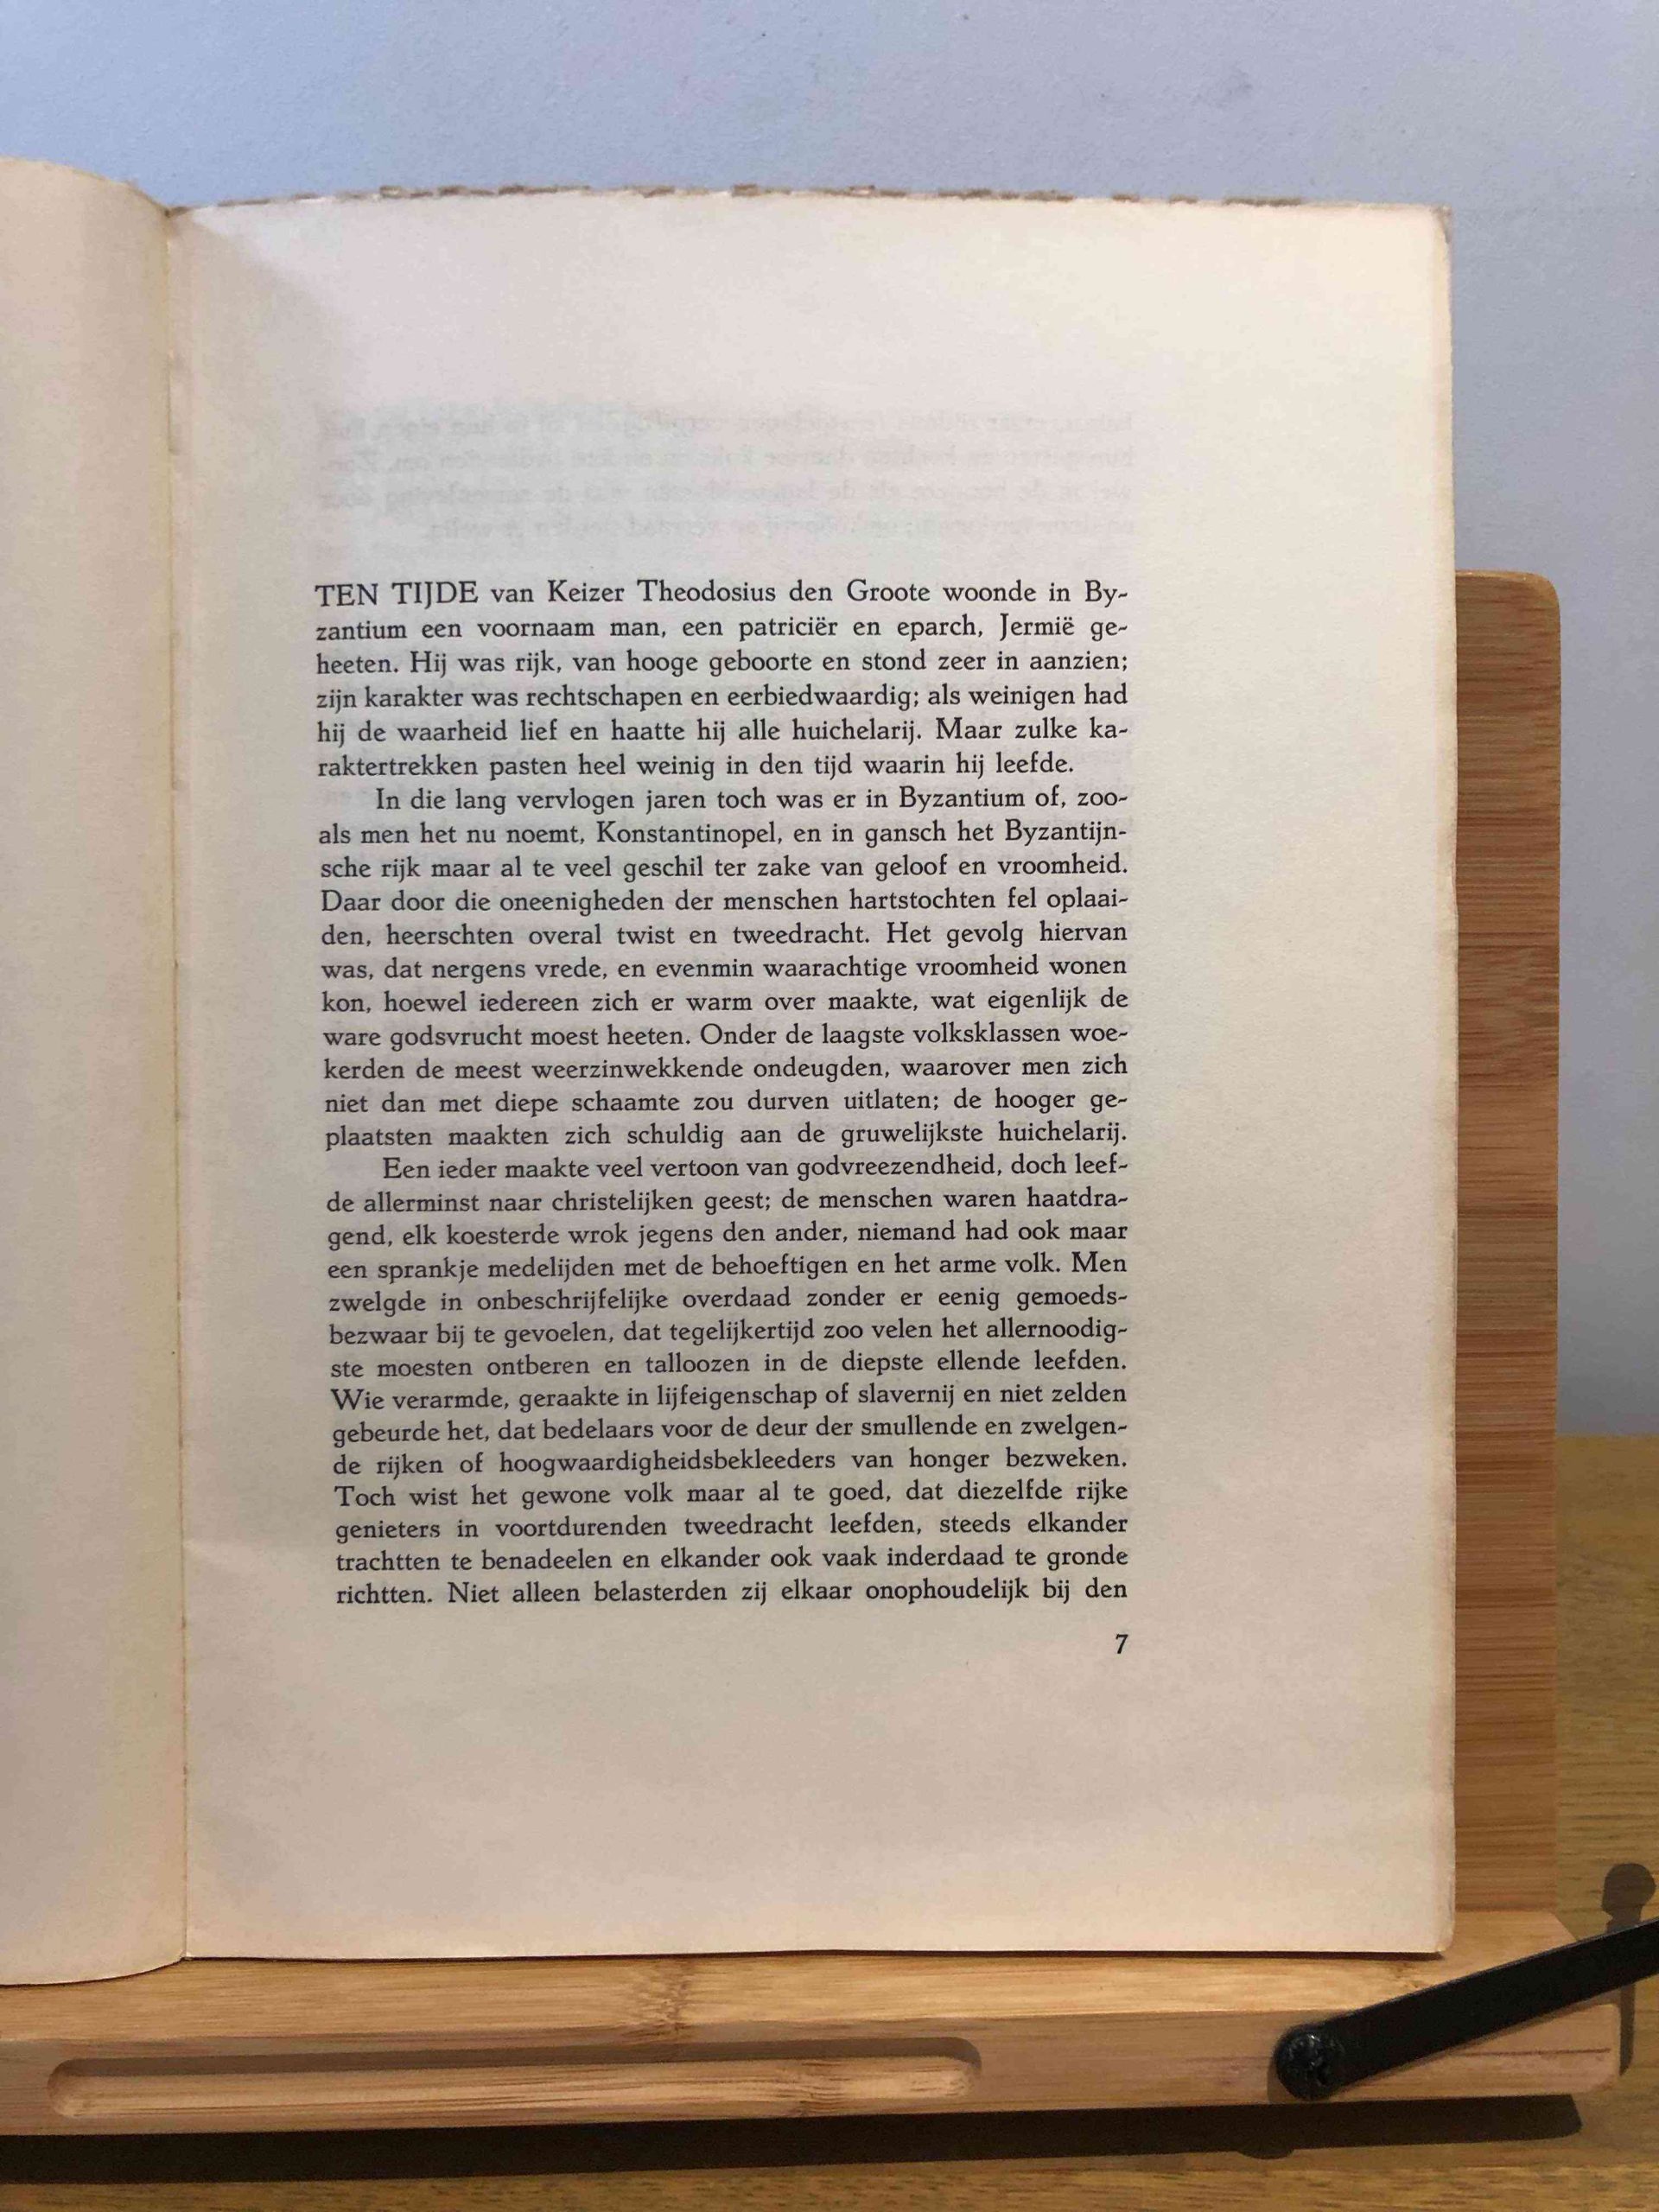 TEN TIJDE van Keizer Theodosius den Groote woonde in By-
zantium een voornaam man, een patriciër en eparch, Jermië ge-
heeten. Hij was rijk, van hooge geboorte en stond zeer in aanzien;
zijn karakter was rechtschapen en eerbiedwaardig; als weinigen had
hij de waarheid lief en haatte hij alle huichelarij. Maar zulke ka-
raktertrekken pasten heel weinig in den tijd waarin hij leefde.
In die lang vervlogen jaren toch was er in Byzantium of, zoo-
als men het nu noemt, Konstantinopel, en in gansch het Byzantijn-
sche rijk maar al te veel geschil ter zake van geloof en vroomheid.
Daar door die oneenigheden der menschen hartstochten fel oplaai-
den, heerschten overal twist en tweedracht. Het gevolg hiervan
was, dat nergens vrede, en evenmin waarachtige vroomheid wonen
kon, hoewel iedereen zich er warm over maakte, wat eigenlijk de
ware godsvrucht moest heeten. Onder de laagste volksklassen woe-
kerden de meest weerzinwekkende ondeugden, waarover men zich
niet dan met diepe schaamte zou durven uitlaten; de hooger ge-
plaatsten maakten zich schuldig aan de gruwelijkste huichelarij.
Een ieder maakte veel vertoon van godvreezendheid, doch leef-
de allerminst naar christelijken geest; de menschen waren haatdra-
gend, elk koesterde wrok jegens den ander, niemand had ook maar
een sprankje medelijden met de behoeftigen en het arme volk. Men
zwelgde in onbeschrijfelijke overdaad zonder er eenig gemoeds-
bezwaar bij te gevoelen, dat tegelijkertijd zoo velen het allernoodig-
ste moesten ontberen en talloozen in de diepste ellende leefden.
Wie verarmde, geraakte in lijfeigenschap of slavernij en niet zelden
gebeurde het, dat bedelaars voor de deur der smullende en zwelgen-
de rijken of hoogwaardigheidsbekleeders van honger bezweken.
Toch wist het gewone volk maar al te goed, dat diezelfde rijke
genieters in voortdurenden tweedracht leefden, steeds elkander
trachtten te benadeelen en elkander ook vaak inderdaad te gronde
richtten. Niet alleen belasterden zij elkaar onophoudelijk bij den
7